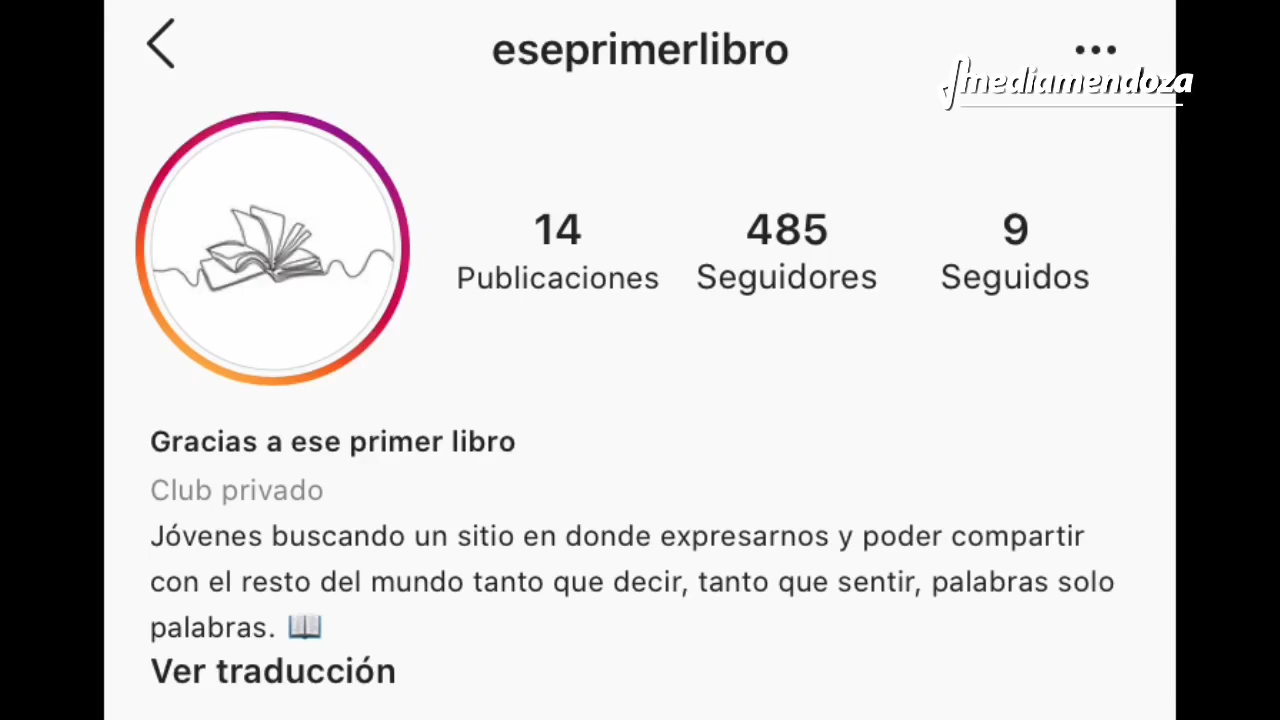 eseprimerlibro
mediamendoza
14
485
9
Publicaciones
Seguidores
Seguidos
Gracias a ese primer libro
Club privado
Jóvenes buscando un sitio en donde expresarnos y poder compartir
con el resto del mundo tanto que decir, tanto que sentir, palabras solo
palabras. 📖
Ver traducción